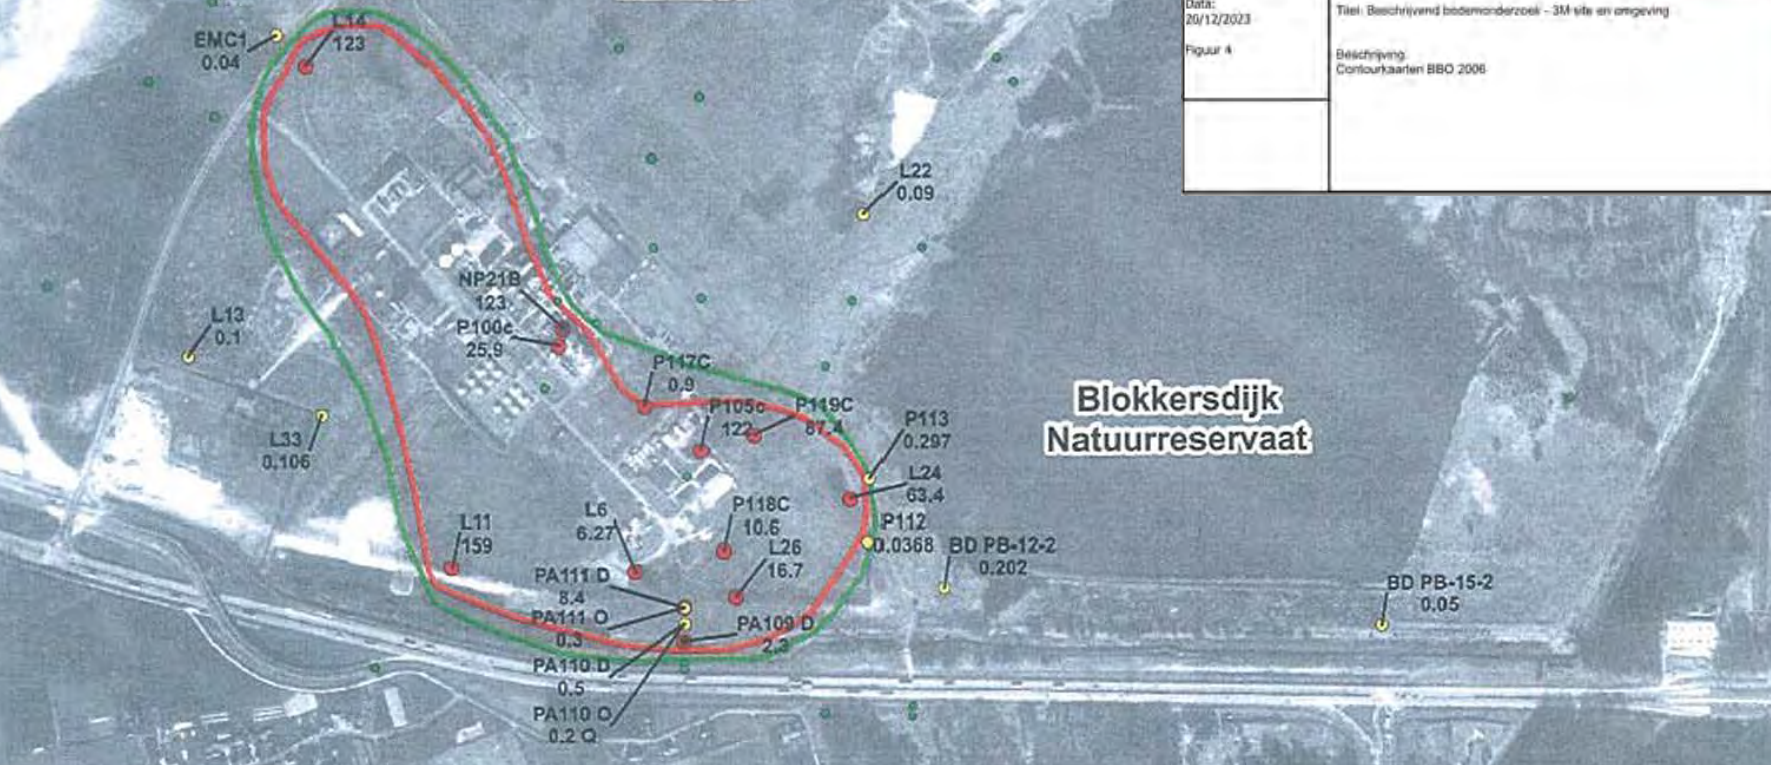 Data:
20/12/2023
Figuur 4
Titel: Beschrijvend bodemonderzoek - 3M-site en omgeving
Beschrijving:
Contourkaarten BBO 2006
L14
123
EMC1
0.04
L22
0.09
NP21B
123
P100c
25.9
L13
0.1
P117C
0.9
P105c
122
P119C
87.4
Blokkersdijk
Natuurreservaat
P113
0.297
L33
0.106
L24
63.4
L11
159
L6
6.27
P118C
10.6
P112
0.0368
L26
16.7
BD PB-12-2
0.202
PA111 D
8.4
BD PB-15-2
0.05
PA111 O
0.3
PA109 D
2.3
PA110 D
0.5
PA110 O
0.2 Q